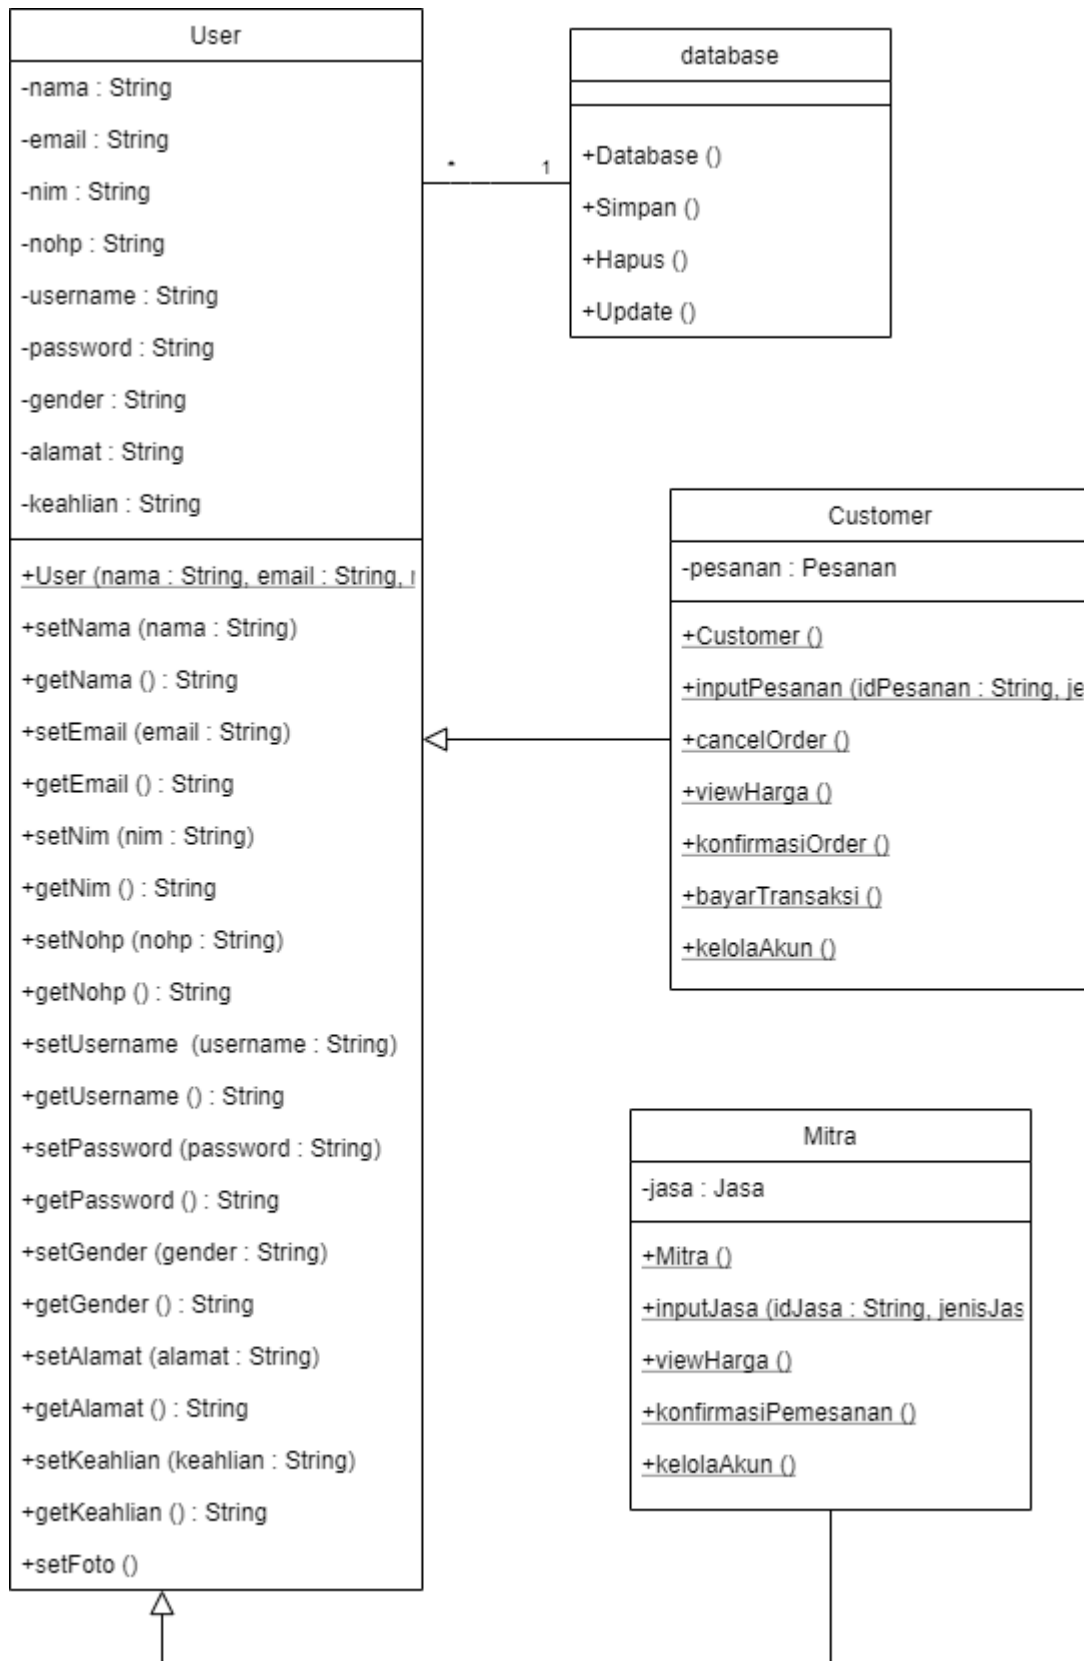 User
-nama : String
-email : String
-nim : String
-nohp : String
-username : String
-password : String
-gender : String
-alamat : String
-keahlian : String
+User (nama : String, email : String,
+setNama (nama : String)
+getNama () : String
+setEmail (email : String)
+getEmail () : String
+setNim (nim : String)
+getNim () : String
+setNohp (nohp : String)
+getNohp () : String
+setUsername (username : String)
+getUsername () : String
+setPassword (password : String)
+getPassword () : String
+setGender (gender : String)
+getGender () : String
+setAlamat (alamat : String)
+getAlamat () : String
+setKeahlian (keahlian : String)
+getKeahlian () : String
+setFoto ()
* 1
database
+Database ()
+Simpan ()
+Hapus ()
+Update ()
Customer
-pesanan : Pesanan
+Customer ()
+inputPesanan (idPesanan : String, je
+cancelOrder ()
+viewHarga ()
+konfirmasiOrder ()
+bayarTransaksi ()
+kelolaAkun ()
Mitra
-jasa : Jasa
+Mitra ()
+inputJasa (idJasa : String, jenisJas
+viewHarga ()
+konfirmasiPemesanan ()
+kelolaAkun ()